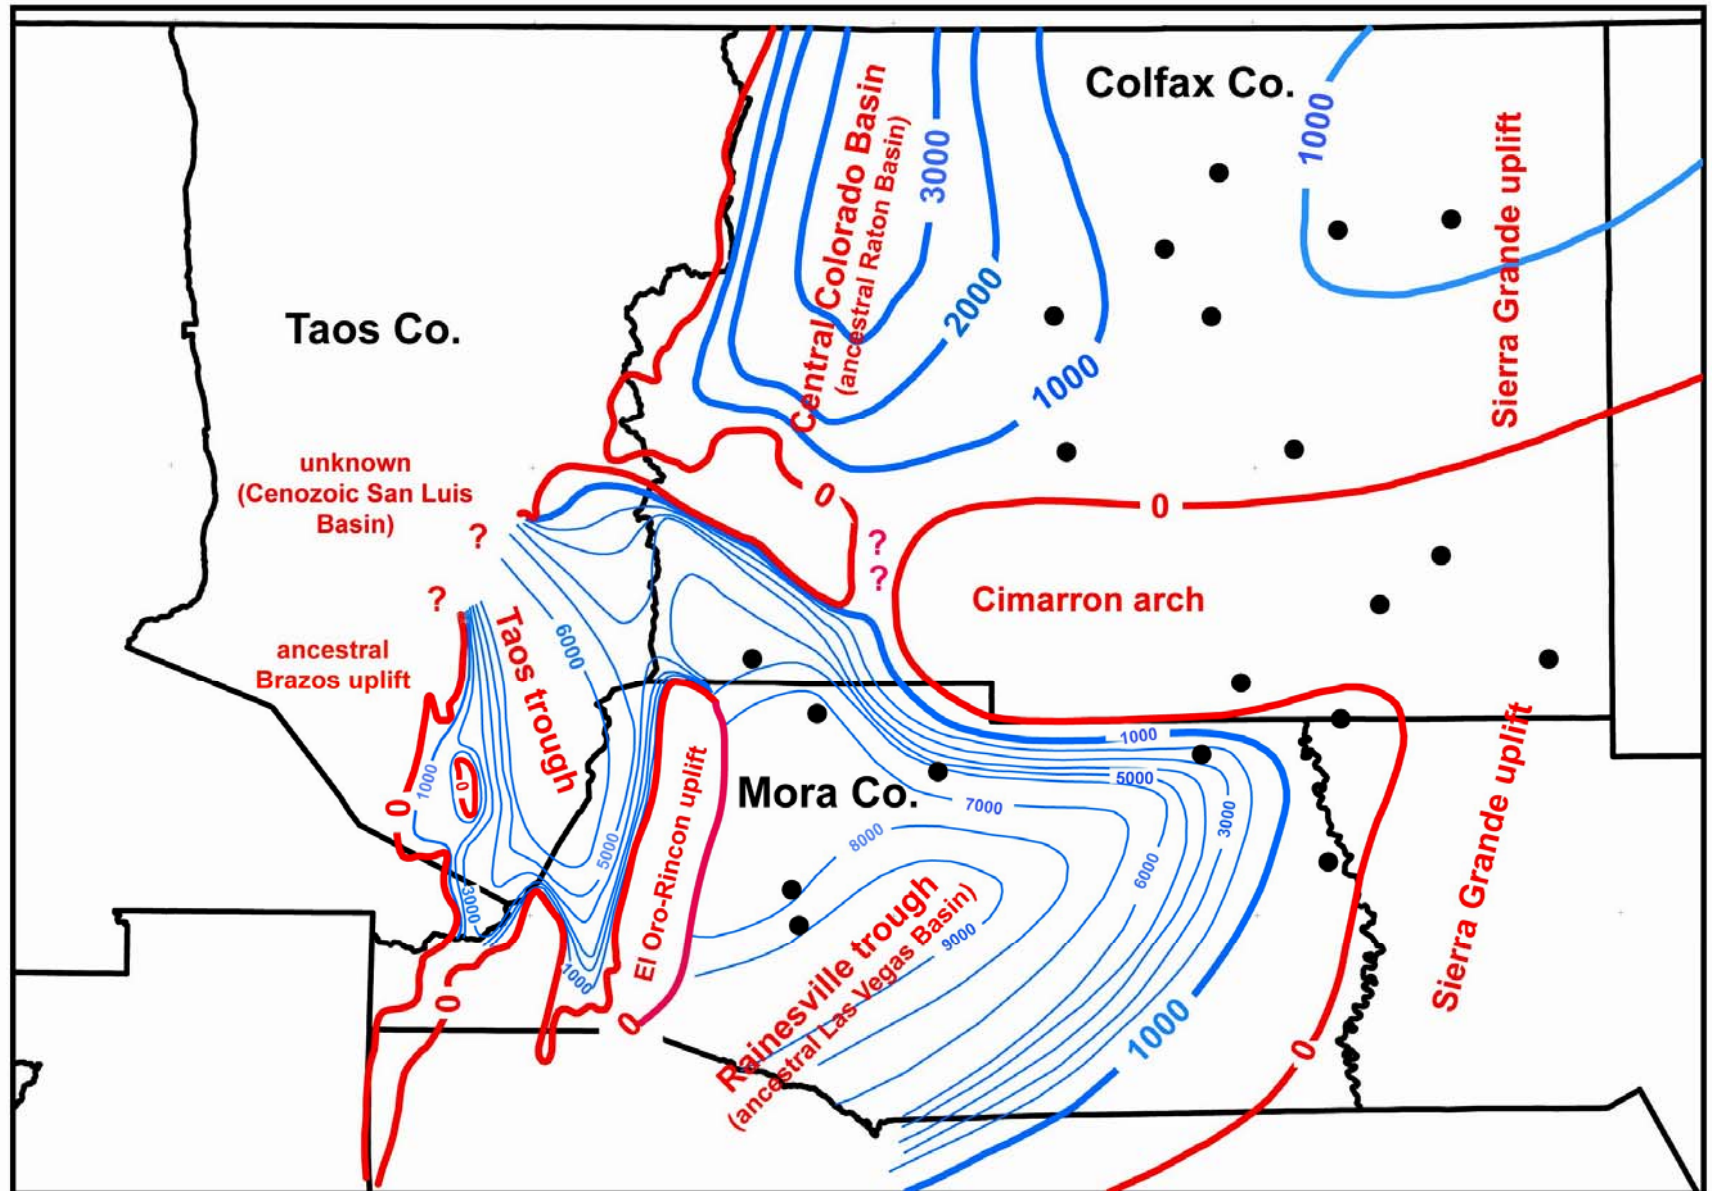 Colfax Co.
1000
Central Colorado Basin
(ancestral Raton Basin)
3000
Sierra Grande uplift
2000
Taos Co.
1000
unknown
(Cenozoic San Luis
Basin)
?
0
0
?
?
?
Cimarron arch
Taos trough
6000
ancestral
Brazos uplift
1000
0
0
1000
5000
7000
3000
Mora Co.
El Oro-Rincon uplift
5000
8000
6000
Sierra Grande uplift
3000
9000
Rainesville trough
(ancestral Las Vegas Basin)
1000
0
0
1000
0